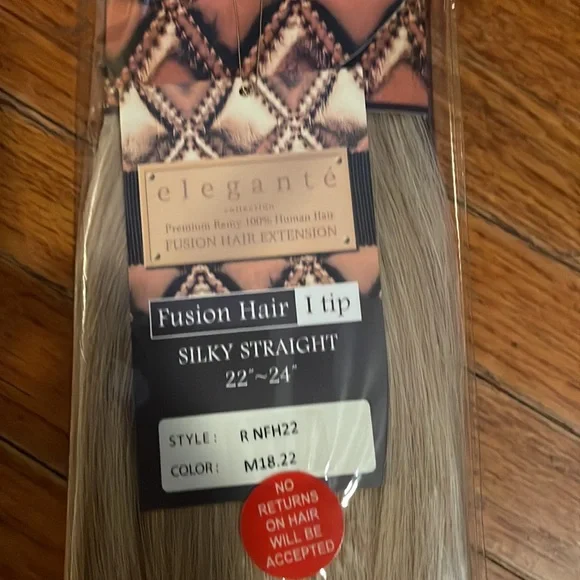 eleganté
COLLECTION
Premium Remy 100% Human Hair
FUSION HAIR EXTENSION
Fusion Hair I tip
SILKY STRAIGHT
22"~24"
STYLE: R NFH22
COLOR: M18.22
NO
RETURNS
ON HAIR
WILL BE
ACCEPTED